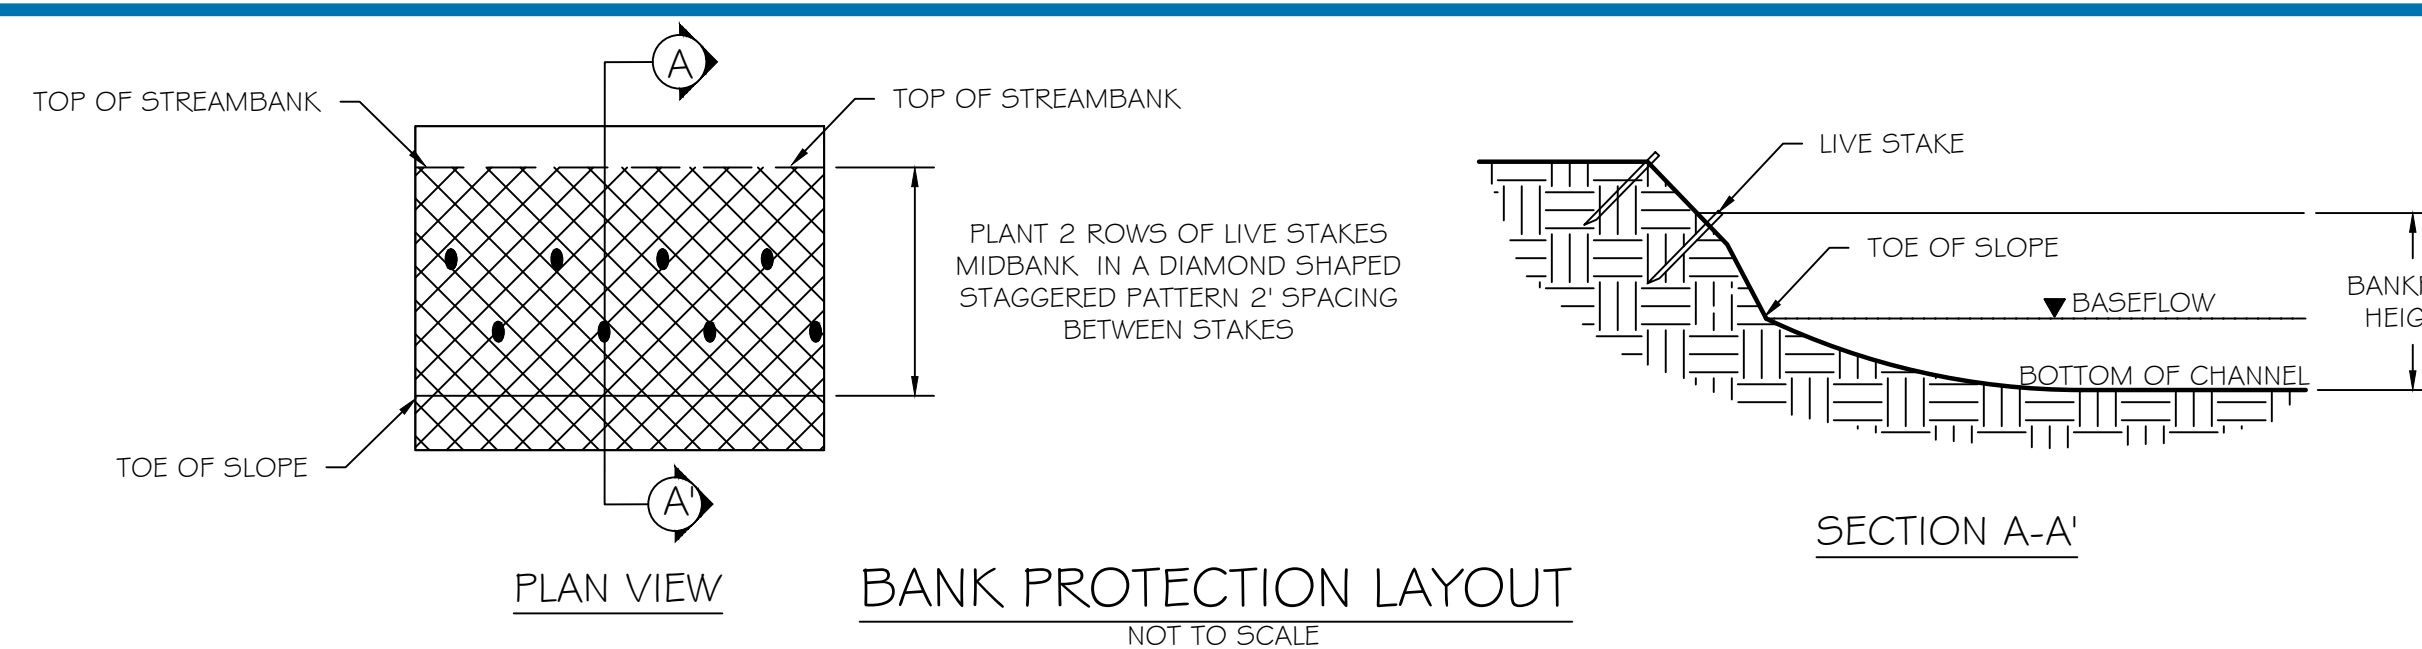 A
TOP OF STREAMBANK
TOP OF STREAMBANK
PLANT 2 ROWS OF LIVE STAKES
MIDBANK IN A DIAMOND SHAPED
STAGGERED PATTERN 2' SPACING
BETWEEN STAKES
TOE OF SLOPE
A'
PLAN VIEW
LIVE STAKE
TOE OF SLOPE
BASEFLOW
BOTTOM OF CHANNEL
SECTION A-A'
BANK PROTECTION LAYOUT
NOT TO SCALE